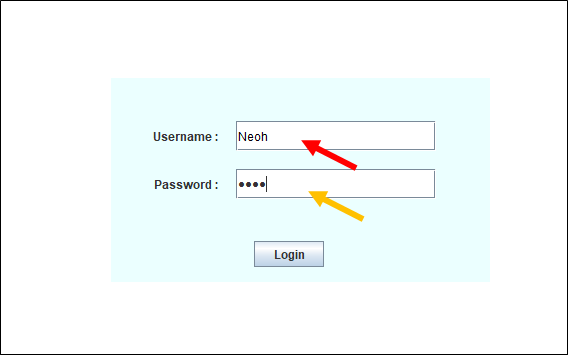 Username : Neoh
Password : ●●●●
Login